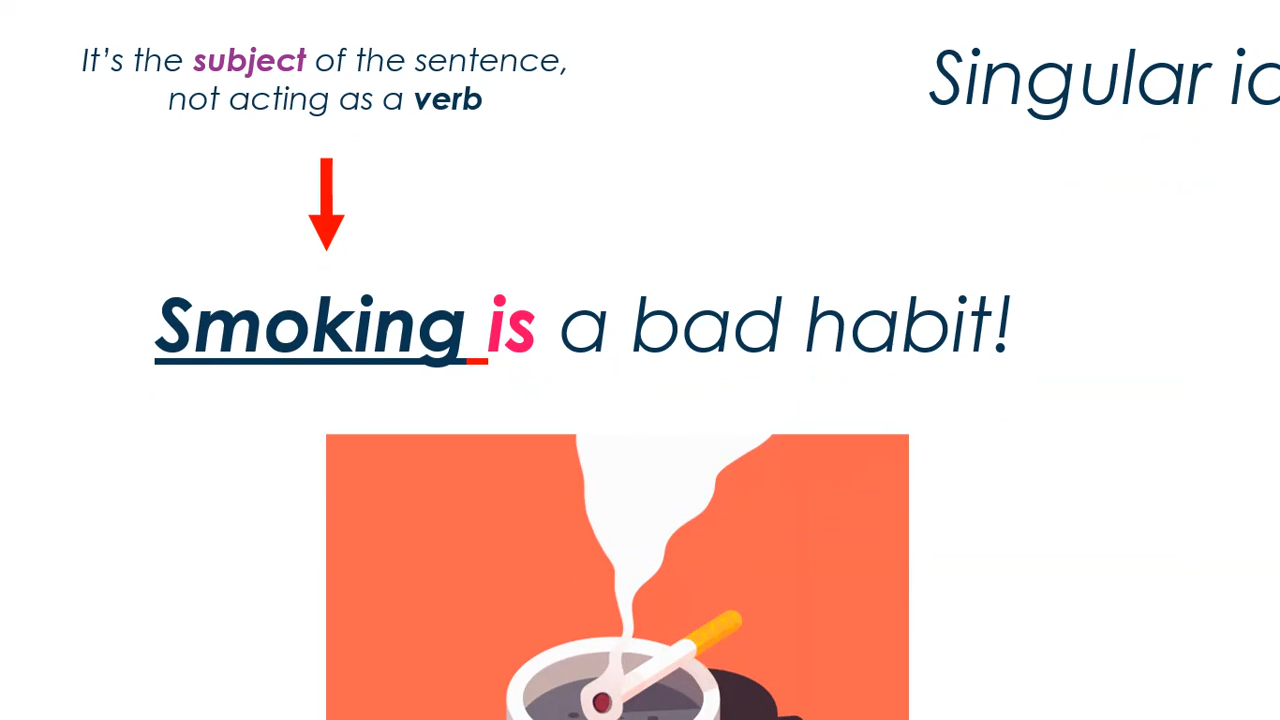 It's the subject of the sentence,
not acting as a verb
Singular
Smoking is a bad habit!